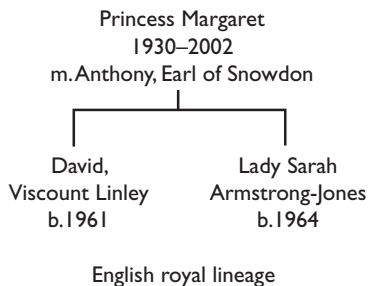 Princess Margaret
1930–2002
m. Anthony, Earl of Snowdon
David,
Viscount Linley
b.1961
Lady Sarah
Armstrong-Jones
b.1964
English royal lineage